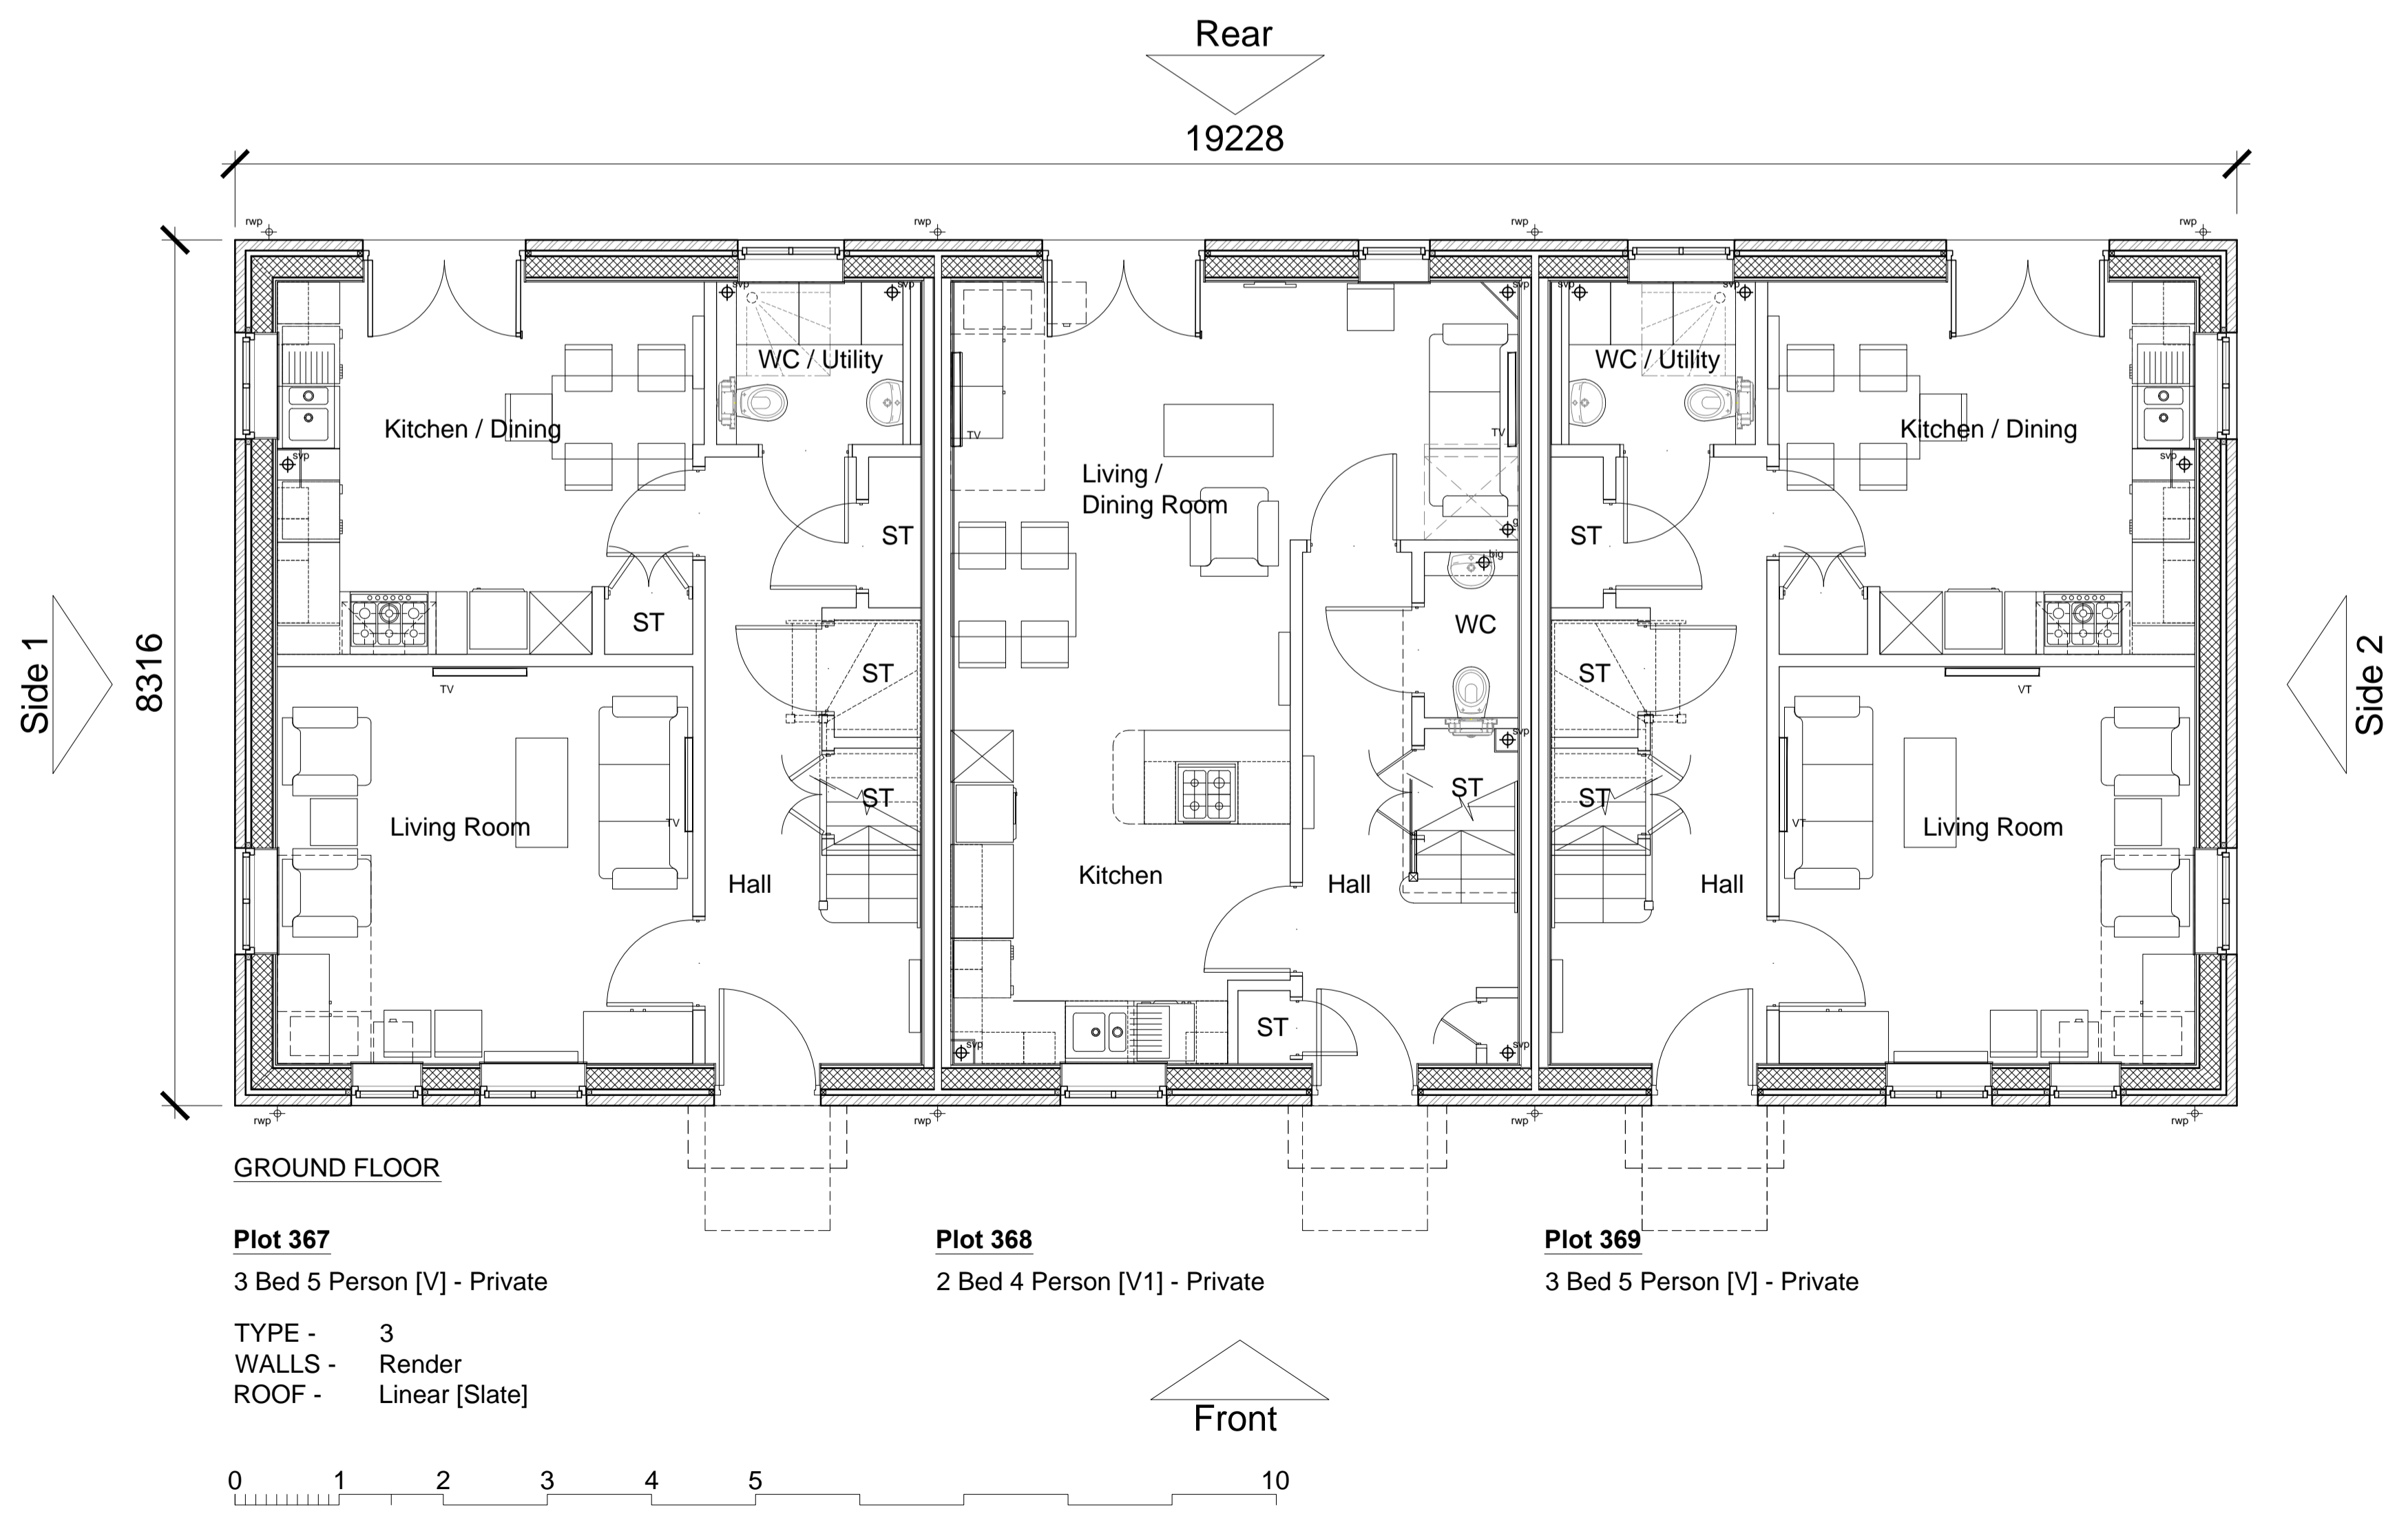 Rear
19228
rwp
rwp
rwp
rwp
svp
svp
svp
svp
svp
WC / Utility
WC / Utility
Kitchen / Dining
TV
TV
Kitchen / Dining
svp
svp
Living /
Dining Room
ST
ST
ST
WC
Side 1
8316
Side 2
ST
ST
TV
VT
svp
ST
ST
ST
Living Room
TV
VT
Living Room
Kitchen
Hall
Hall
Hall
ST
svp
svp
rwp
rwp
rwp
rwp
GROUND FLOOR
Plot 367
Plot 368
Plot 369
3 Bed 5 Person [V] - Private
2 Bed 4 Person [V1] - Private
3 Bed 5 Person [V] - Private
TYPE - 3
WALLS - Render
ROOF - Linear [Slate]
Front
0 1 2 3 4 5 10